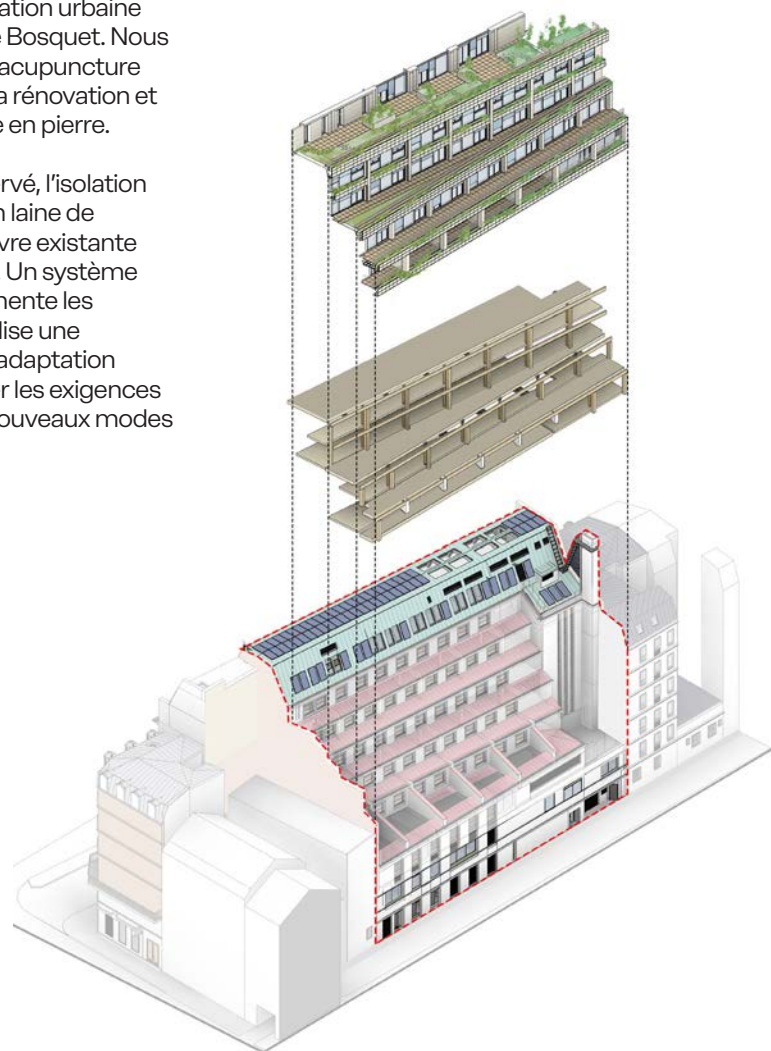 ation urbaine
e Bosquet. Nous
acupuncture
a rénovation et
e en pierre.
rvé, l’isolation
n laine de
vre existante
. Un système
nente les
lise une
adaptation
r les exigences
ouveaux modes